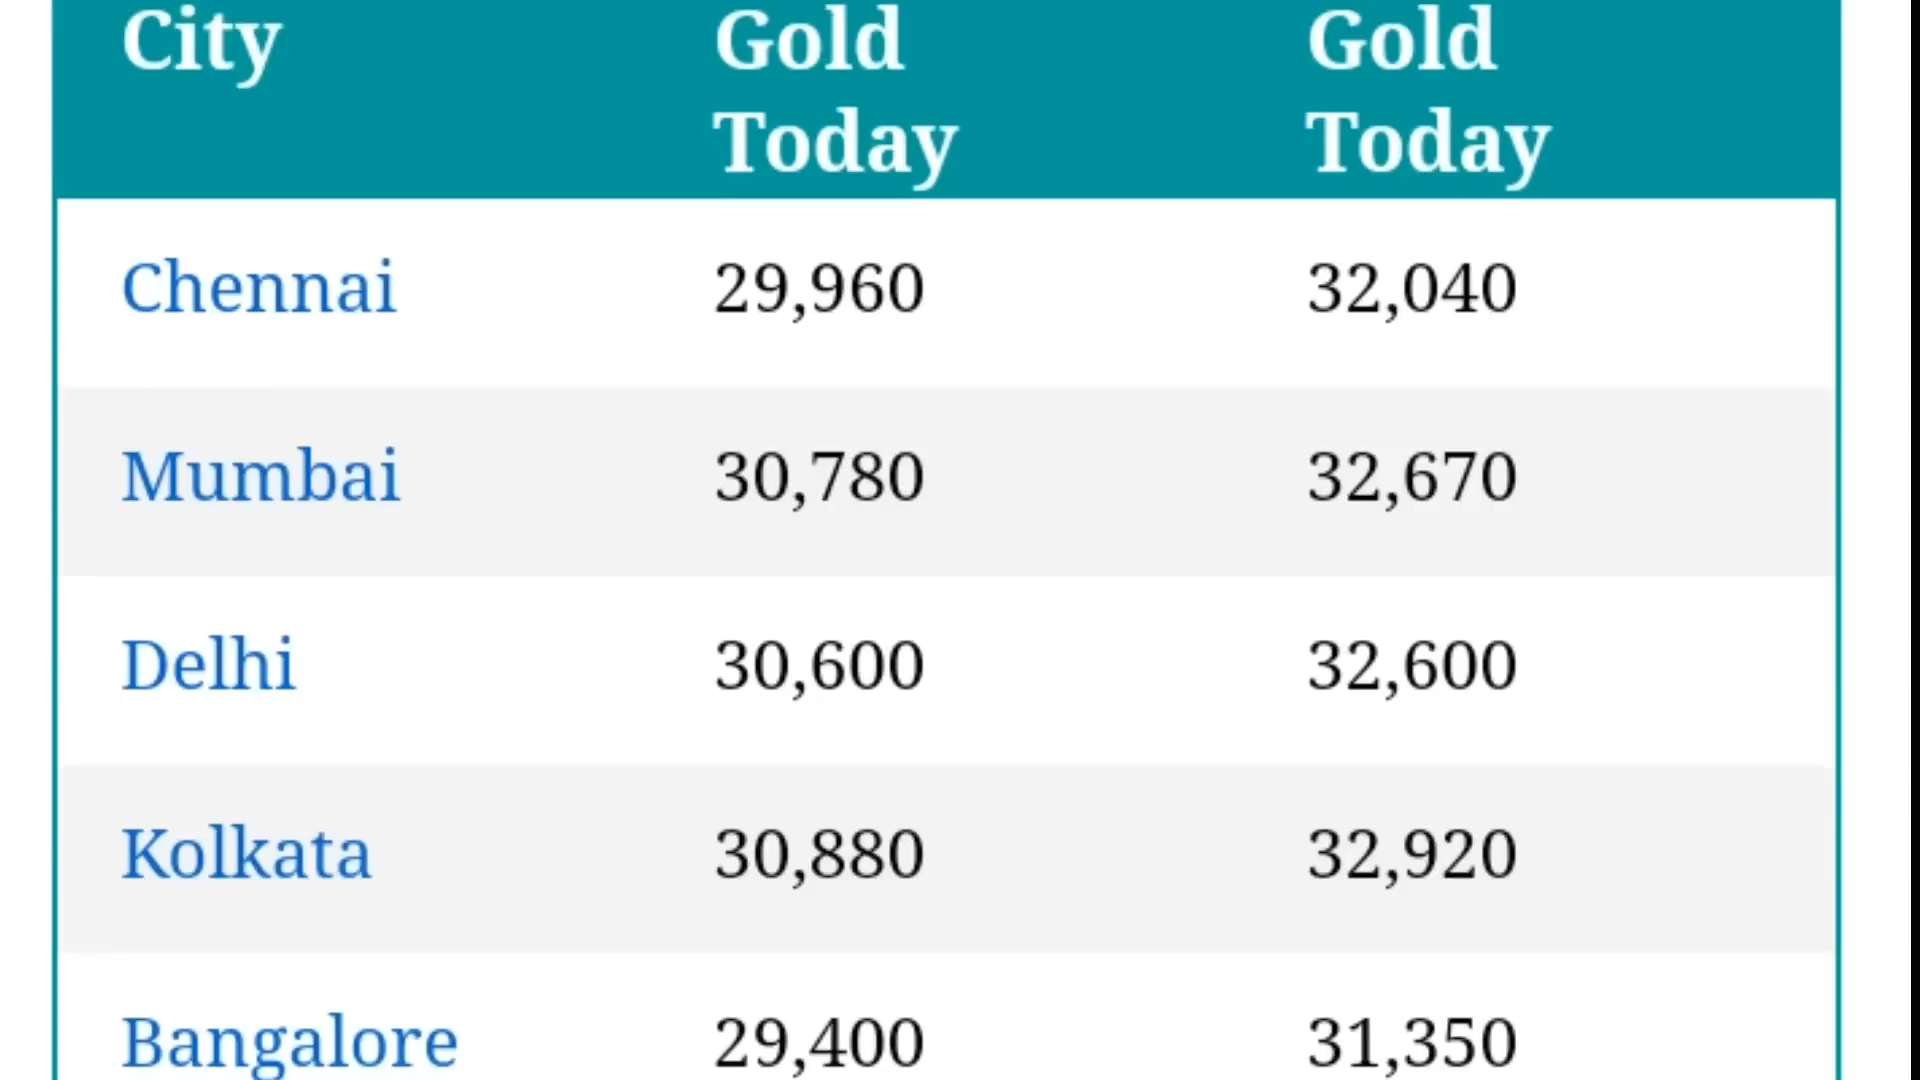 City Gold Gold
Today Today
Chennai 29,960 32,040
Mumbai 30,780 32,670
Delhi 30,600 32,600
Kolkata 30,880 32,920
Bangalore 29,400 31,350